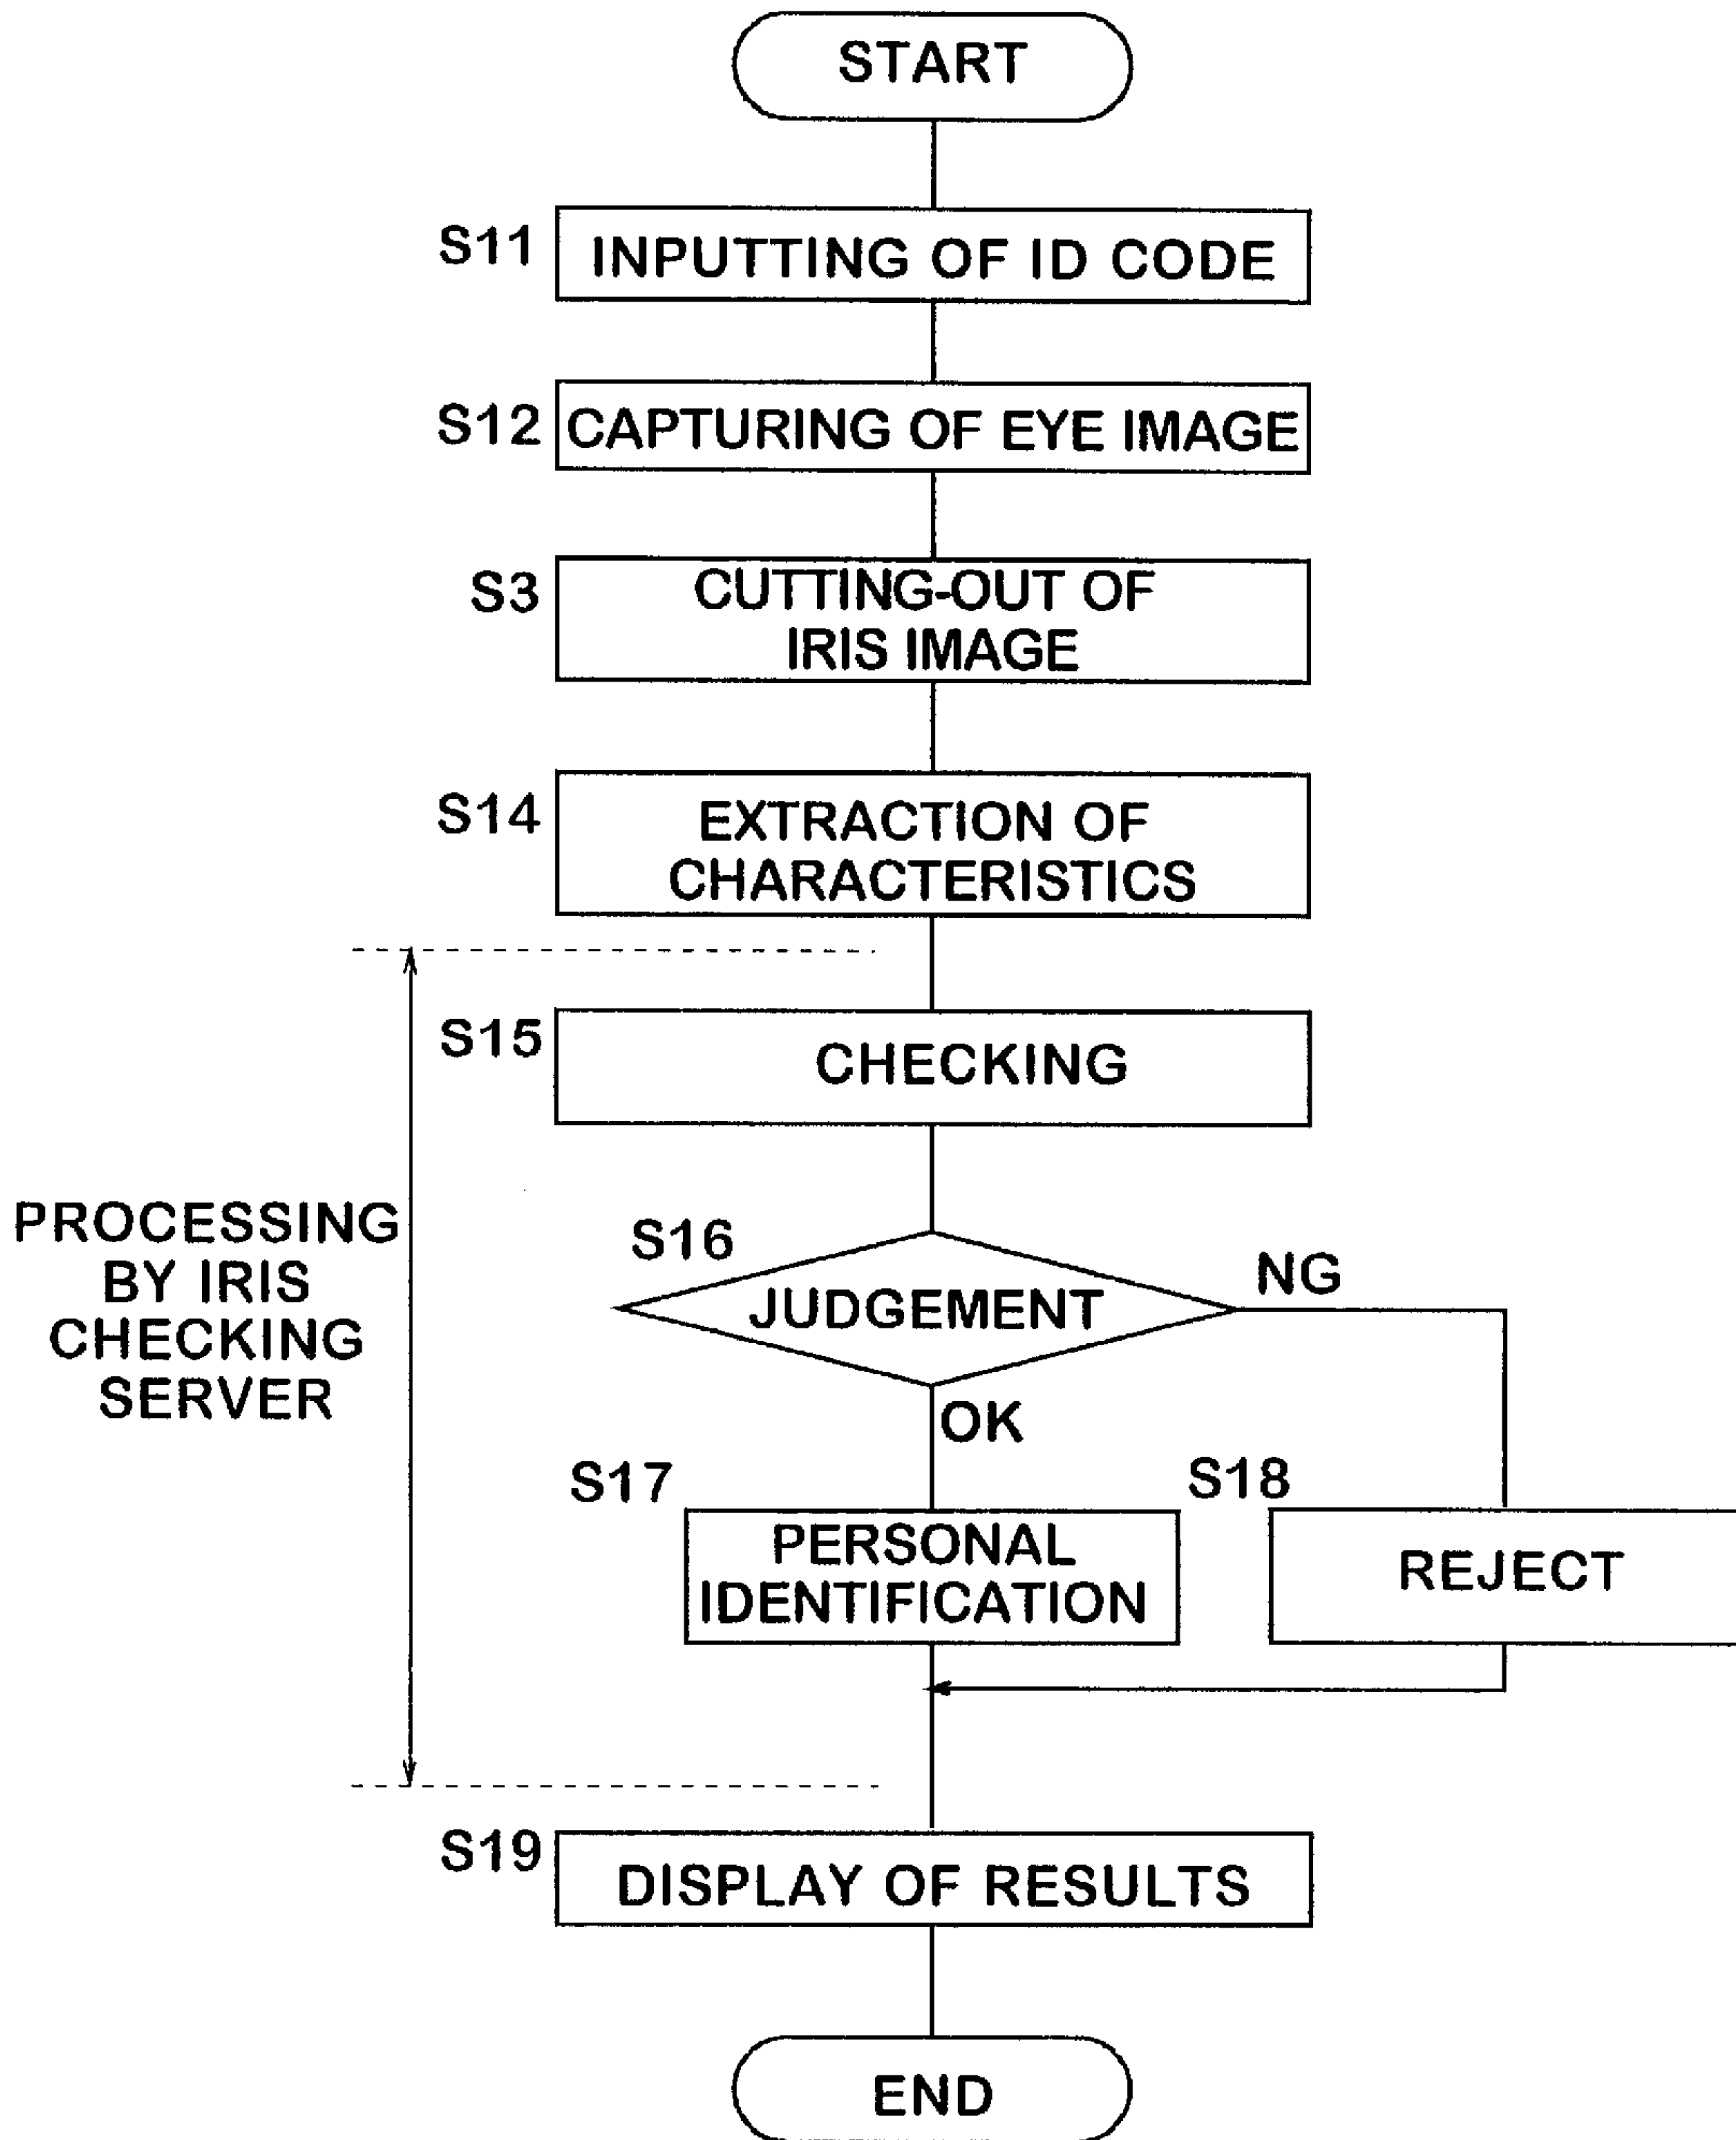 START
S11
INPUTTING OF ID CODE
S12
CAPTURING OF EYE IMAGE
S3
CUTTING-OUT OF
IRIS IMAGE
S14
EXTRACTION OF
CHARACTERISTICS
S15
CHECKING
PROCESSING
BY IRIS
CHECKING
SERVER
S16
JUDGEMENT
NG
OK
S17
PERSONAL
IDENTIFICATION
S18
REJECT
S19
DISPLAY OF RESULTS
END